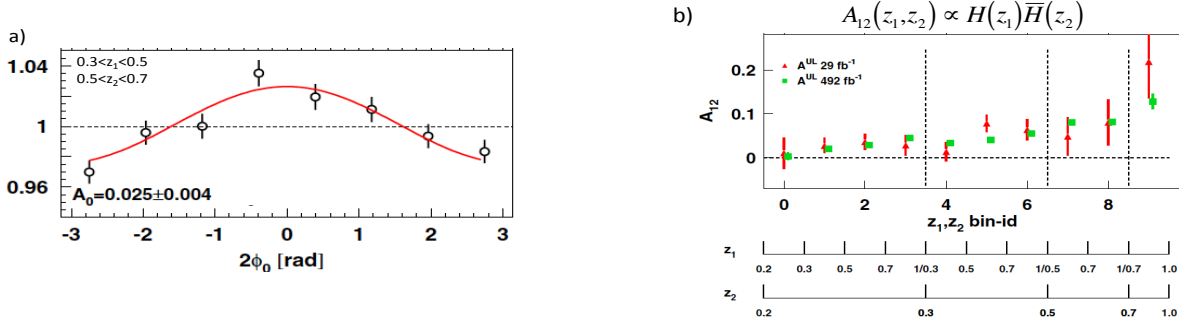 a)
1.04
0.3<z₁<0.5
0.5<z₂<0.7
1
0.96
A₀=0.025±0.004
-3 -2 -1 0 1 2 3
2ϕ₀ [rad]
b)
A₁₂(z₁,z₂) ∝ H(z₁)H̅(z₂)
A^UL 29 fb⁻¹
A^UL 492 fb⁻¹
0.2
0.1
0
A₁₂
0 2 4 6 8
z₁,z₂ bin-id
z₁
0.2 0.3 0.5 0.7 1/0.3 0.5 0.7 1/0.5 0.7 1/0.7 1.0
z₂
0.2 0.3 0.5 0.7 1.0